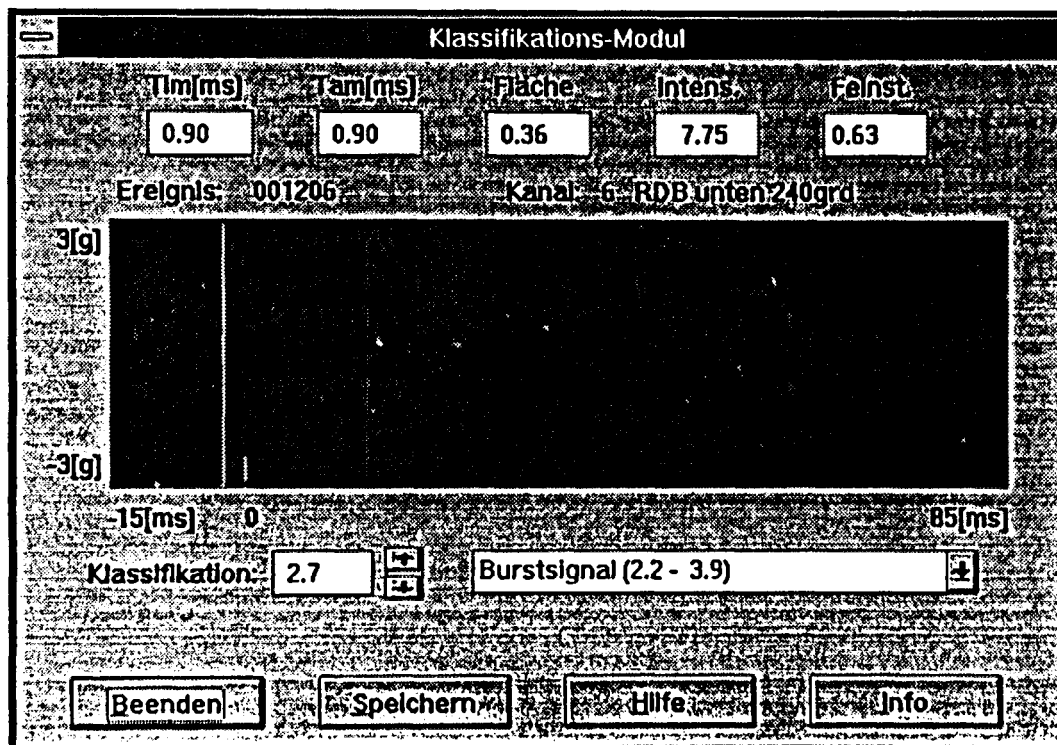 Klassifikations-Modul
Tlm[ms] Tam[ms] Fläche Intens. Feinst.
0.90 0.90 0.36 7.75 0.63
Ereignis: 001206 Kanal: 6 RDB unten 240grd
3[g]
-3[g]
-15[ms] 0 85[ms]
Klassifikation: 2.7 Burstsignal (2.2 - 3.9)
Beenden Speichern Hilfe Info